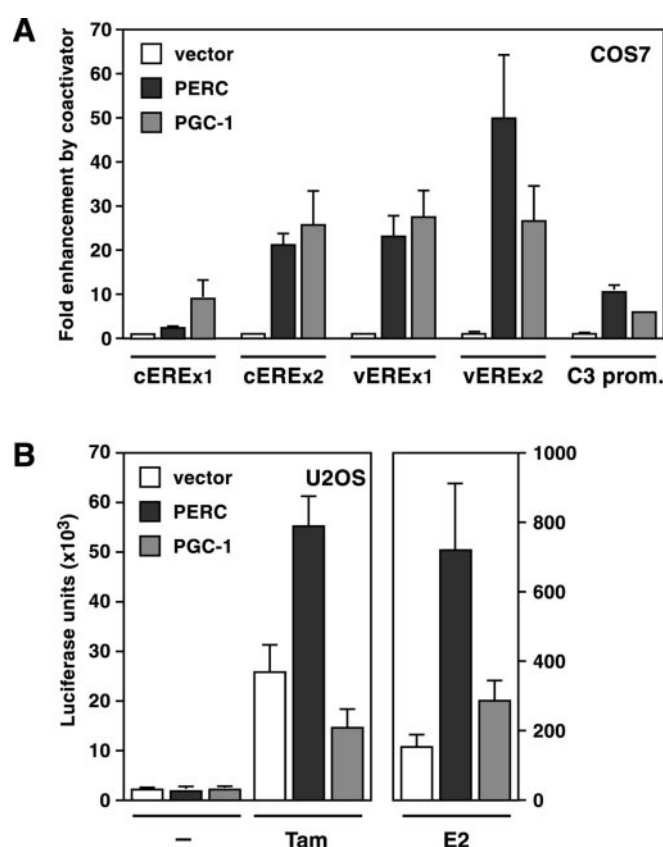 A
Fold enhancement by coactivator
70
60
50
40
30
20
10
0
vector
PERC
PGC-1
COS7
cEREx1
cEREx2
vEREx1
vEREx2
C3 prom.
B
Luciferase units (x10³)
70
60
50
40
30
20
10
0
vector
PERC
PGC-1
U2OS
1000
800
600
400
200
0
–
Tam
E2